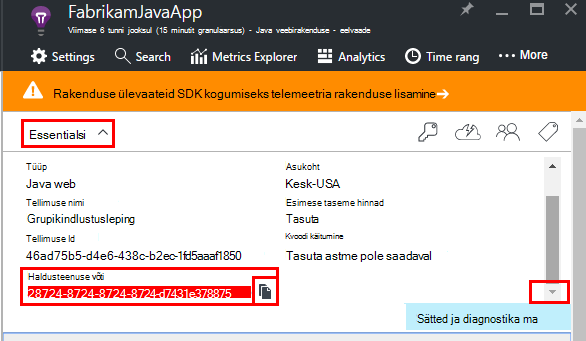 FabrikamJavaApp
Viimase 6 tunni jooksul (15 minutit granulaarsus) - Java veebirakenduse - eelvaade
Settings Search Metrics Explorer Analytics Time rang ••• More
Rakenduse ülevaateid SDK kogumiseks telemeetria rakenduse lisamine
Essentialsi
Tüüp Asukoht
Java web Kesk-USA
Tellimuse nimi Esimese taseme hinnad
Grupikindlustusleping Tasuta
Tellimuse Id Kvoodi käitumine
46ad75b5-d4e6-438c-b2ec-1fd5aaaf1850 Tasuta astme pole saadaval
Haldusteenuse võti
28724-8724-8724-8724-d7431e378875
Sätted ja diagnostika ma